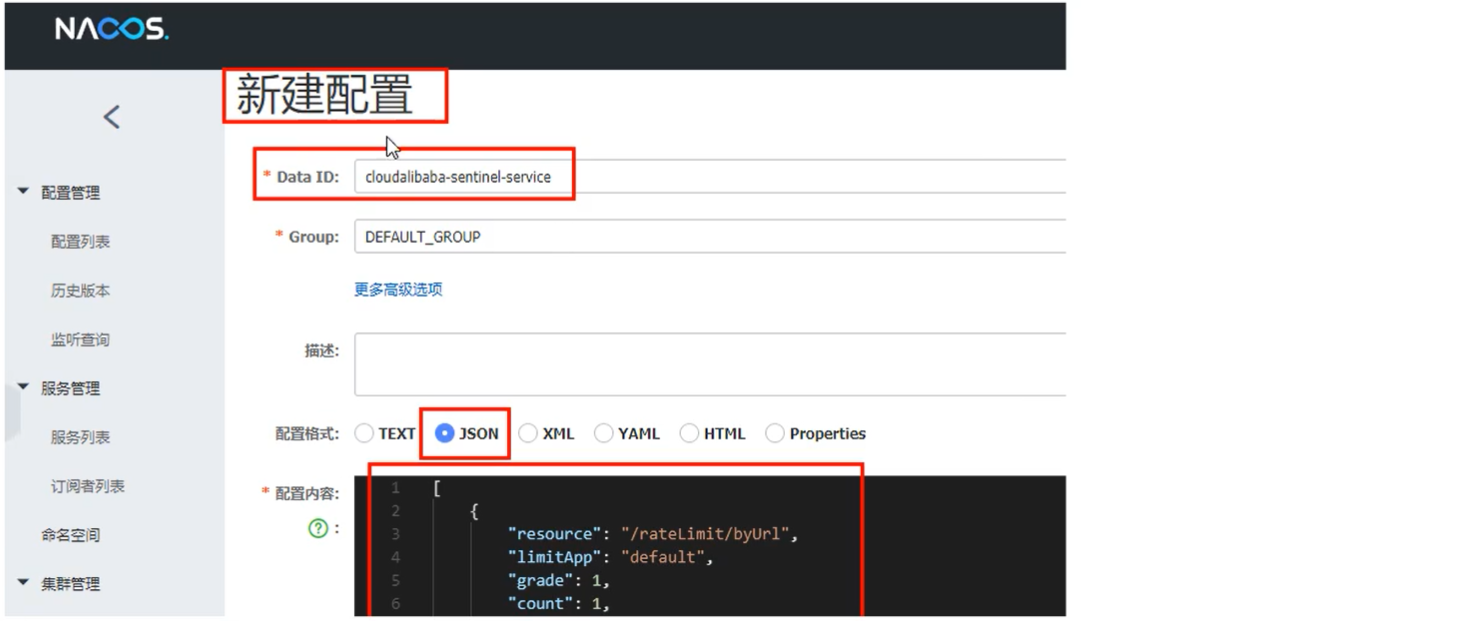 NACOS.
新建配置
配置管理
配置列表
历史版本
监听查询
服务管理
服务列表
订阅者列表
命名空间
集群管理
* Data ID: cloudalibaba-sentinel-service
* Group: DEFAULT_GROUP
更多高级选项
描述:
配置格式: TEXT JSON XML YAML HTML Properties
* 配置内容:
? :
1 [
2 {
3 "resource": "/rateLimit/byUrl",
4 "limitApp": "default",
5 "grade": 1,
6 "count": 1,